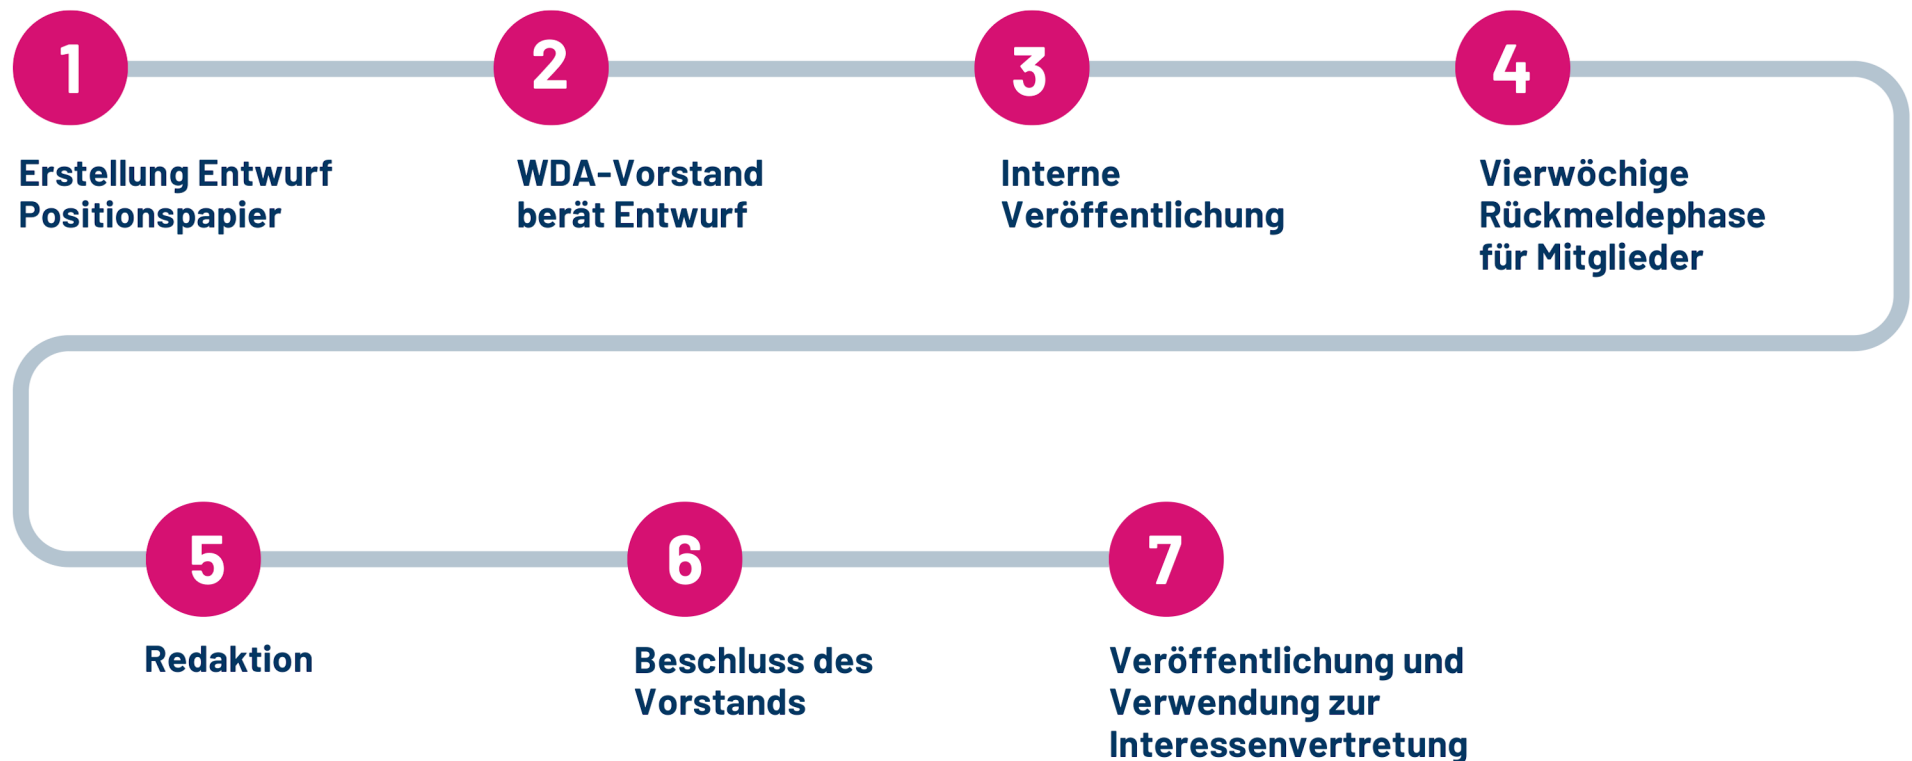 1
2
3
4
Erstellung Entwurf
Positionspapier
WDA-Vorstand
berät Entwurf
Interne
Veröffentlichung
Vierwöchige
Rückmeldephase
für Mitglieder
5
6
7
Redaktion
Beschluss des
Vorstands
Veröffentlichung und
Verwendung zur
Interessenvertretung